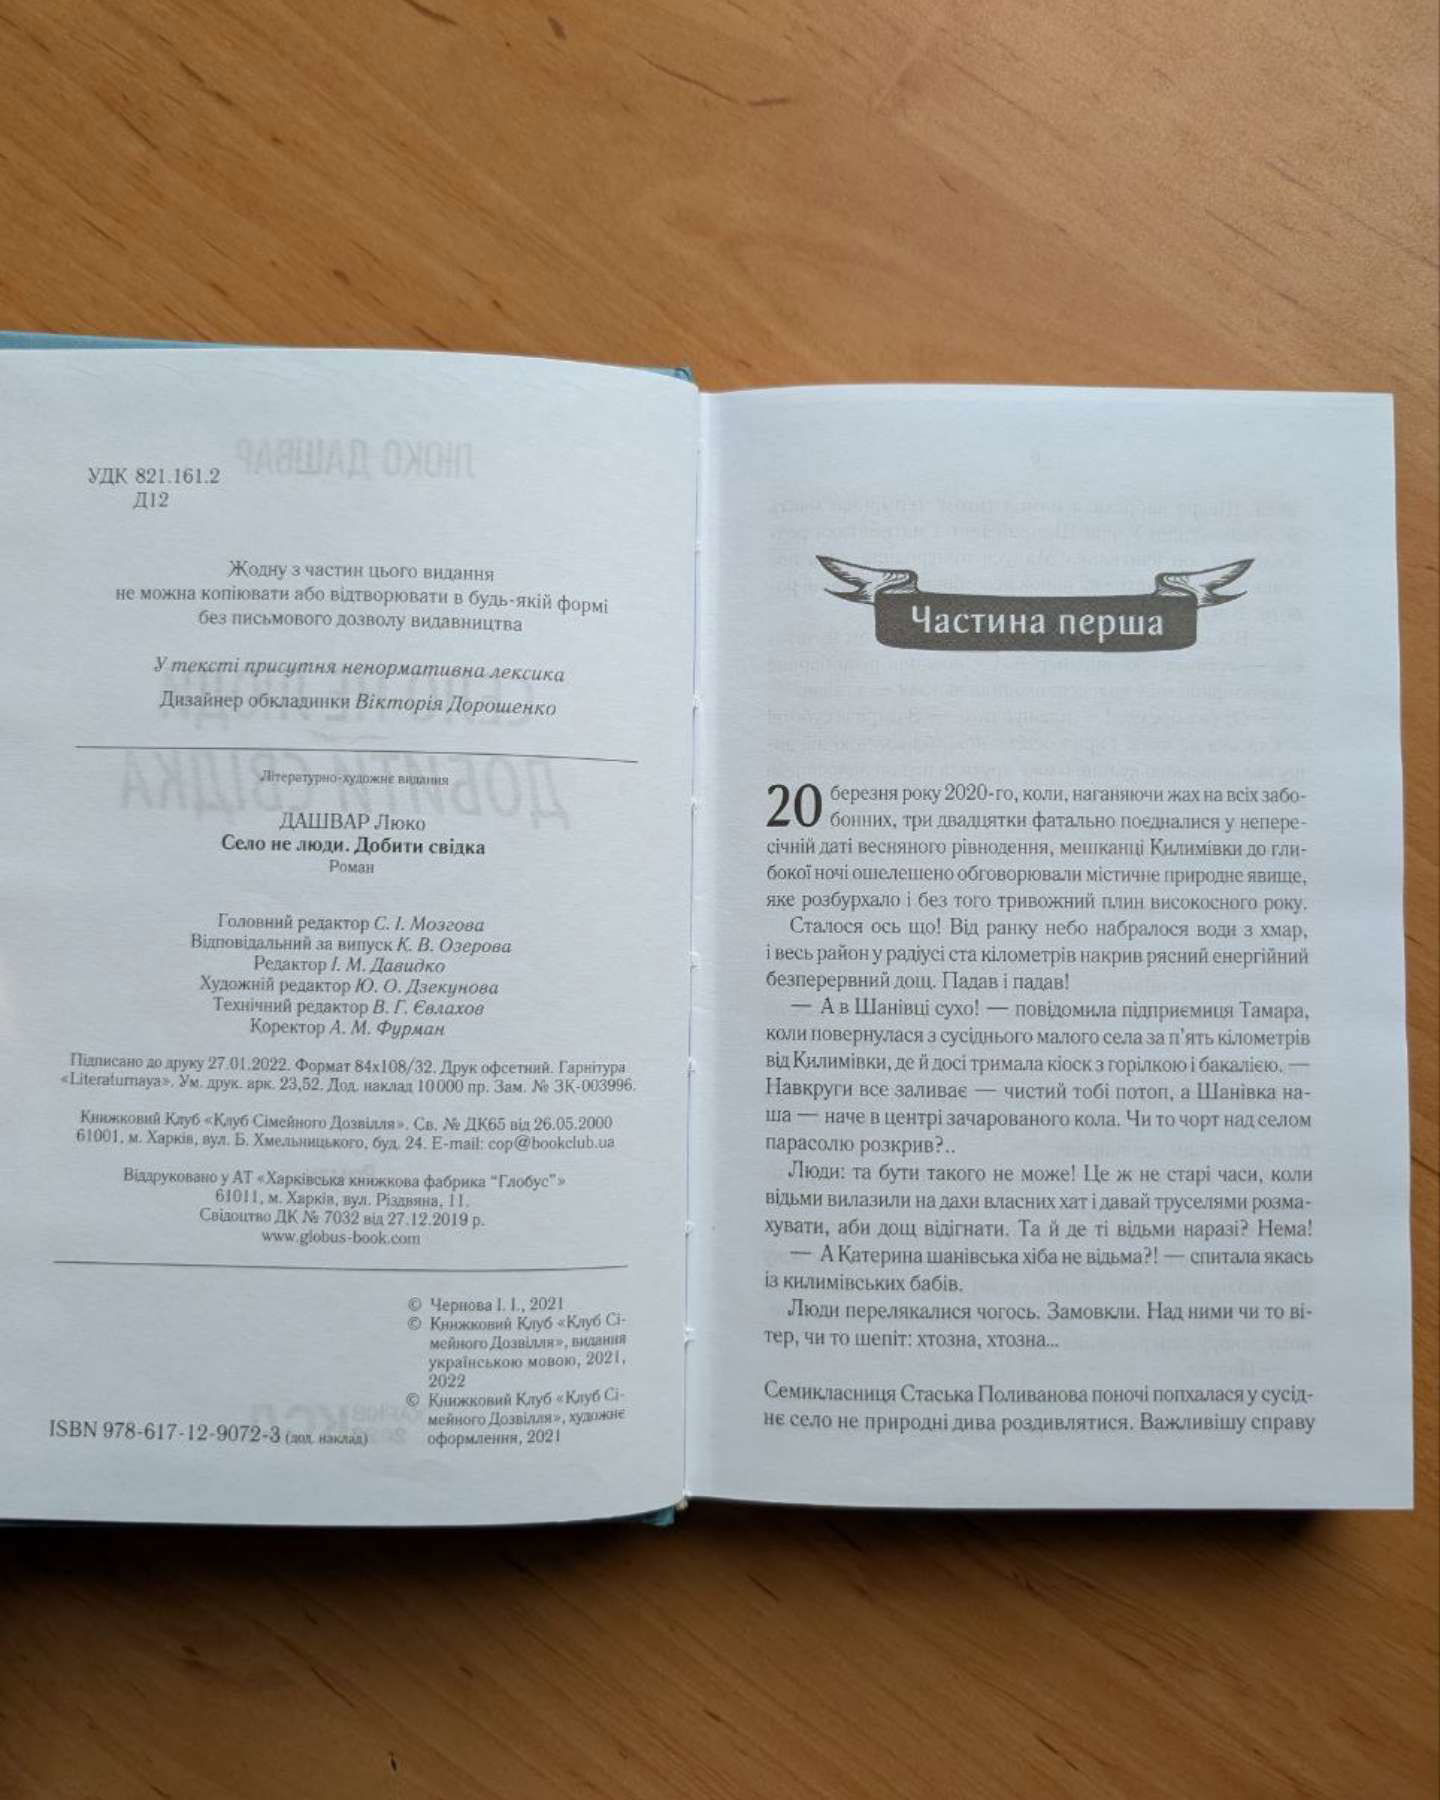 УДК 821.161.2
Д12
Жодну з частин цього видання
не можна копіювати або відтворювати в будь-якій формі
без письмового дозволу видавництва
У тексті присутня ненормативна лексика
Дизайнер обкладинки Вікторія Дорошенко
Літературно-художнє видання
ДАШВАР Люко
Село не люди. Добити свідка
Роман
Головний редактор С. І. Мозгова
Відповідальний за випуск К. В. Озерова
Редактор І. М. Давидко
Художній редактор Ю. О. Дзекунова
Технічний редактор В. Г. Євлахов
Коректор А. М. Фурман
Підписано до друку 27.01.2022. Формат 84x108/32. Друк офсетний. Гарнітура
«Literaturnaya». Ум. друк. арк. 23,52. Дод. наклад 10 000 пр. Зам. № ЗК-003996.
Книжковий Клуб «Клуб Сімейного Дозвілля». Св. № ДК65 від 26.05.2000
61001, м. Харків, вул. Б. Хмельницького, буд. 24. E-mail: cop@bookclub.ua
Віддруковано у АТ «Харківська книжкова фабрика “Глобус”»
61011, м. Харків, вул. Різдвяна, 11.
Свідоцтво ДК № 7032 від 27.12.2019 р.
www.globus-book.com
© Чернова І. І., 2021
© Книжковий Клуб «Клуб Сі-
мейного Дозвілля», видання
українською мовою, 2021,
2022
© Книжковий Клуб «Клуб Сі-
мейного Дозвілля», художнє
оформлення, 2021
ISBN 978-617-12-9072-3 (дод. наклад)
Частина перша
20 березня року 2020-го, коли, наганяючи жах на всіх забо-
бонних, три двадцятки фатально поєдналися у непере-
січній даті весняного рівнодення, мешканці Килимівки до гли-
бокої ночі ошелешено обговорювали містичне природне явище,
яке розбурхало і без того тривожний плин високосного року.
Сталося ось що! Від ранку небо набралося води з хмар,
і весь район у радіусі ста кілометрів накрив рясний енергійний
безперервний дощ. Падав і падав!
— А в Шанівці сухо! — повідомила підприємиця Тамара,
коли повернулася з сусіднього малого села за п’ять кілометрів
від Килимівки, де й досі тримала кіоск з горілкою і бакалією. —
Навкруги все заливає — чистий тобі потоп, а Шанівка на-
ша — наче в центрі зачарованого кола. Чи то чорт над селом
парасолю розкрив?..
Люди: та бути такого не може! Це ж не старі часи, коли
відьми вилазили на дахи власних хат і давай труселями розма-
хувати, аби дощ відігнати. Та й де ті відьми наразі? Нема!
— А Катерина шанівська хіба не відьма?! — спитала якась
із килимівських бабів.
Люди перелякалися чогось. Замовкли. Над ними чи то ві-
тер, чи то шепіт: хтозна, хтозна...
Семикласниця Стаська Поливанова поночі попхалася у сусід-
нє село не природні дива роздивлятися. Важливішу справу